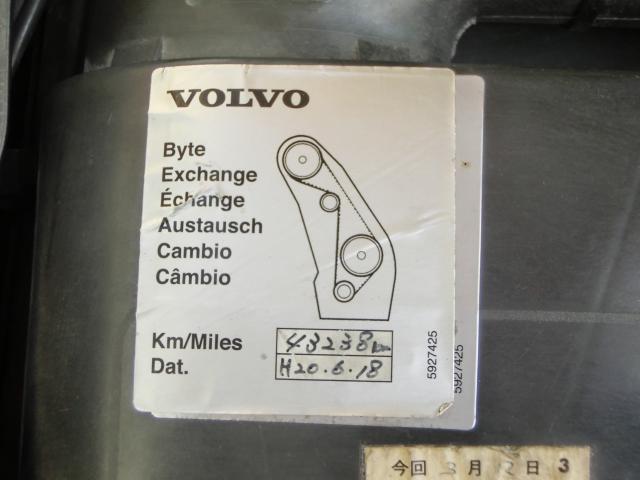 VOLVO
Byte
Exchange
Échange
Austausch
Cambio
Câmbio
Km/Miles 43238km
Dat. H20.6.18
5927425
5927425
今回 月 日 3